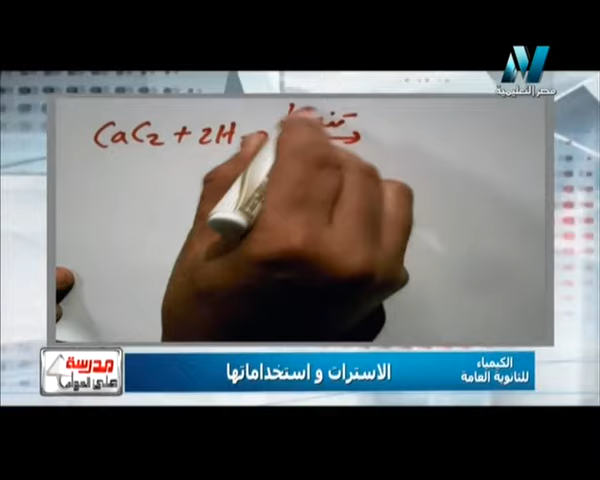 مصر التعليمية
CaC2 + 2H
مدرسة
على الهواء
الاسترات و استخداماتها
الكيمياء
للثانوية العامة